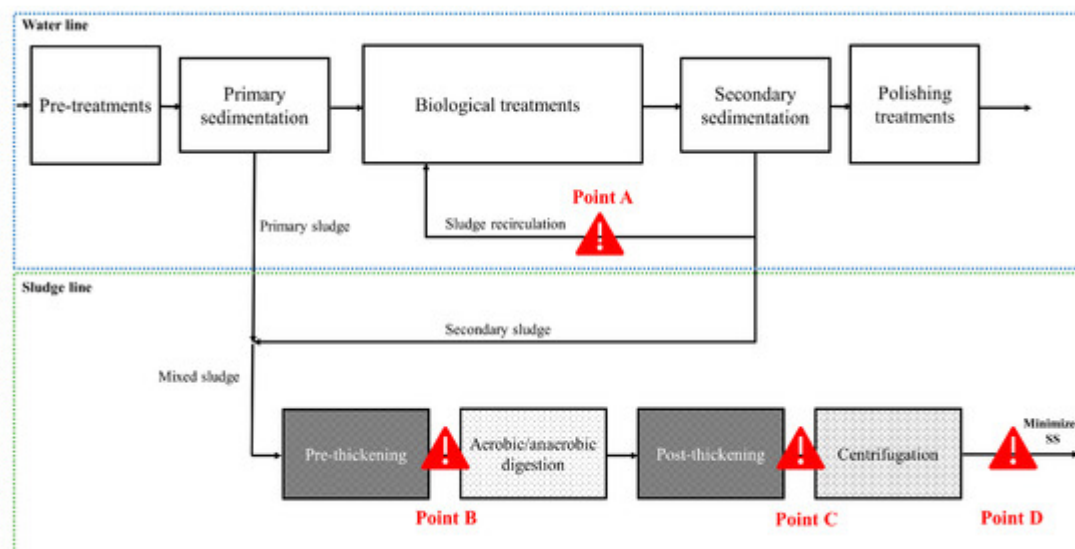 Water line
Pre-treatments
Primary
sedimentation
Biological treatments
Secondary
sedimentation
Polishing
treatments
Point A
Sludge recirculation
Primary sludge
Sludge line
Secondary sludge
Mixed sludge
Pre-thickening
Aerobic/anaerobic
digestion
Post-thickening
Centrifugation
Minimize
SS
Point B
Point C
Point D